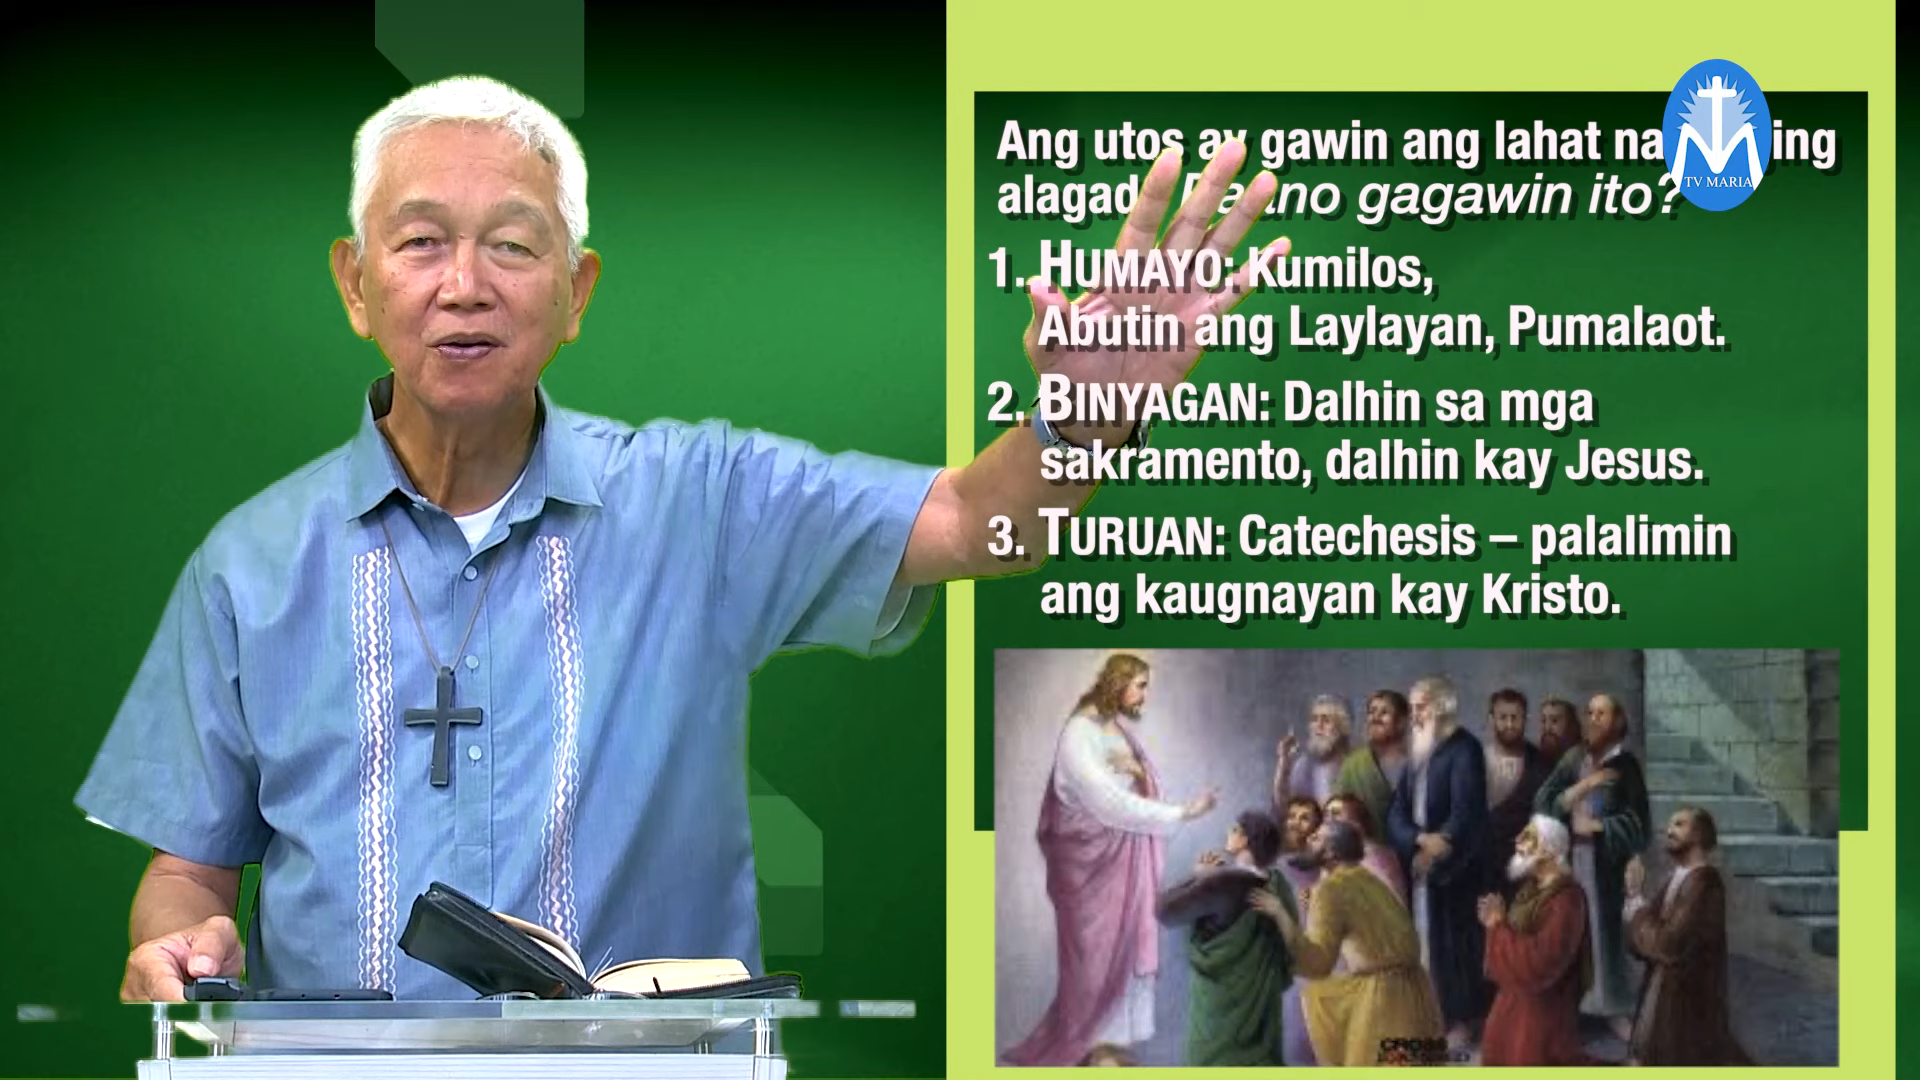 Ang utos ay gawin ang lahat na
ing
TV MARIA
gagawin ito?
1. HUMAYO: Kumilos,
Abutin ang Laylayan, Pumalaot.
2. BINYAGAN: Dalhin sa mga
sakramento, dalhin kay Jesus.
3. TURUAN: Catechesis – palalimin
ang kaugnayan kay Kristo.
CROSS